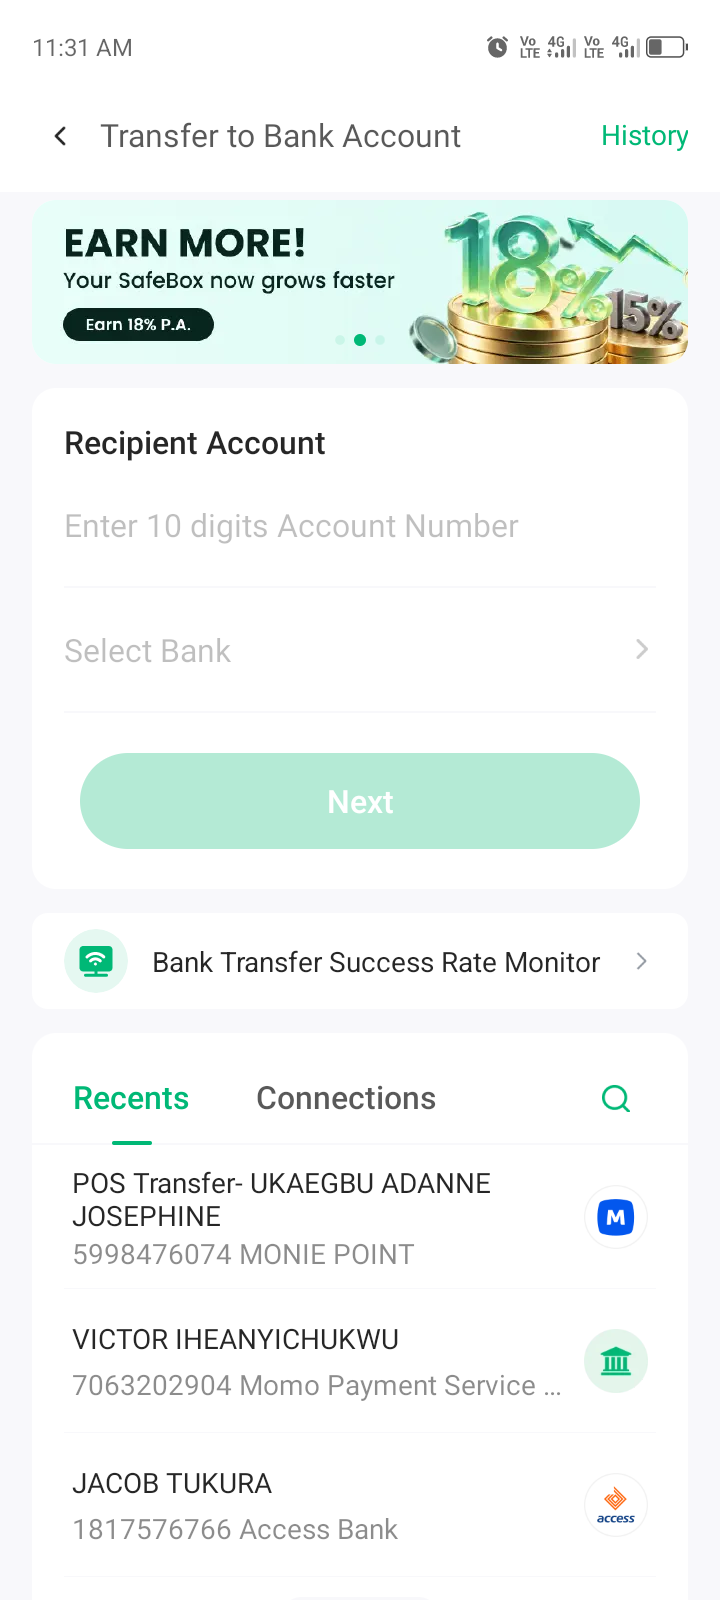 11:31 AM
Vo LTE 4G Vo LTE 4G
Transfer to Bank Account
History
EARN MORE!
Your SafeBox now grows faster
Earn 18% P.A.
18%
15%
Recipient Account
Enter 10 digits Account Number
Select Bank
Next
Bank Transfer Success Rate Monitor
Recents
Connections
POS Transfer- UKAEGBU ADANNE
JOSEPHINE
5998476074 MONIE POINT
M
VICTOR IHEANYICHUKWU
7063202904 Momo Payment Service ...
JACOB TUKURA
1817576766 Access Bank
access